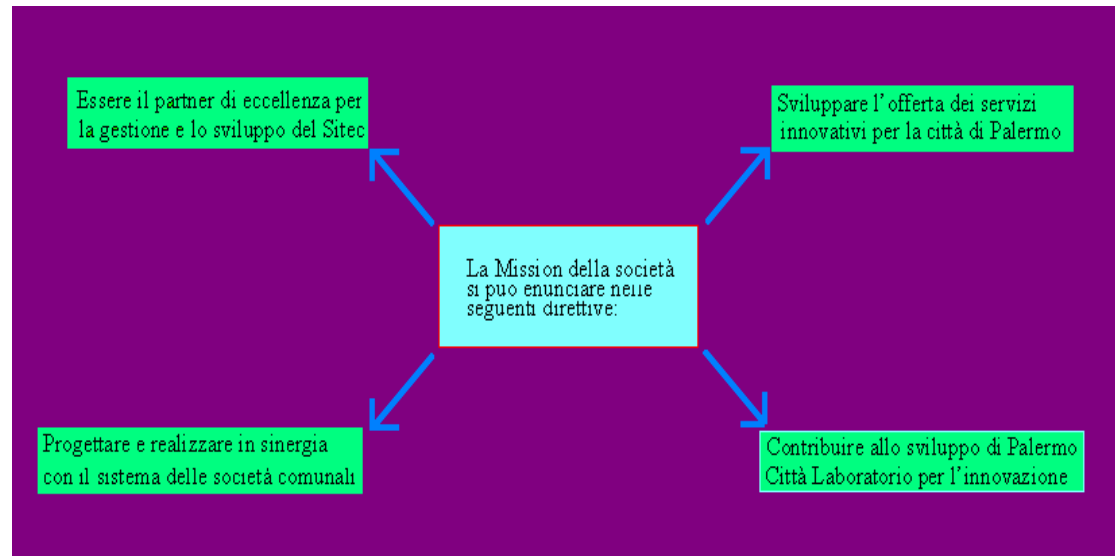 Essere il partner di eccellenza per
la gestione e lo sviluppo del Sitec
Sviluppare l'offerta dei servizi
innovativi per la città di Palermo
La Mission della società
si può enunciare nelle
seguenti direttive:
Progettare e realizzare in sinergia
con il sistema delle società comunali
Contribuire allo sviluppo di Palermo
Città Laboratorio per l'innovazione